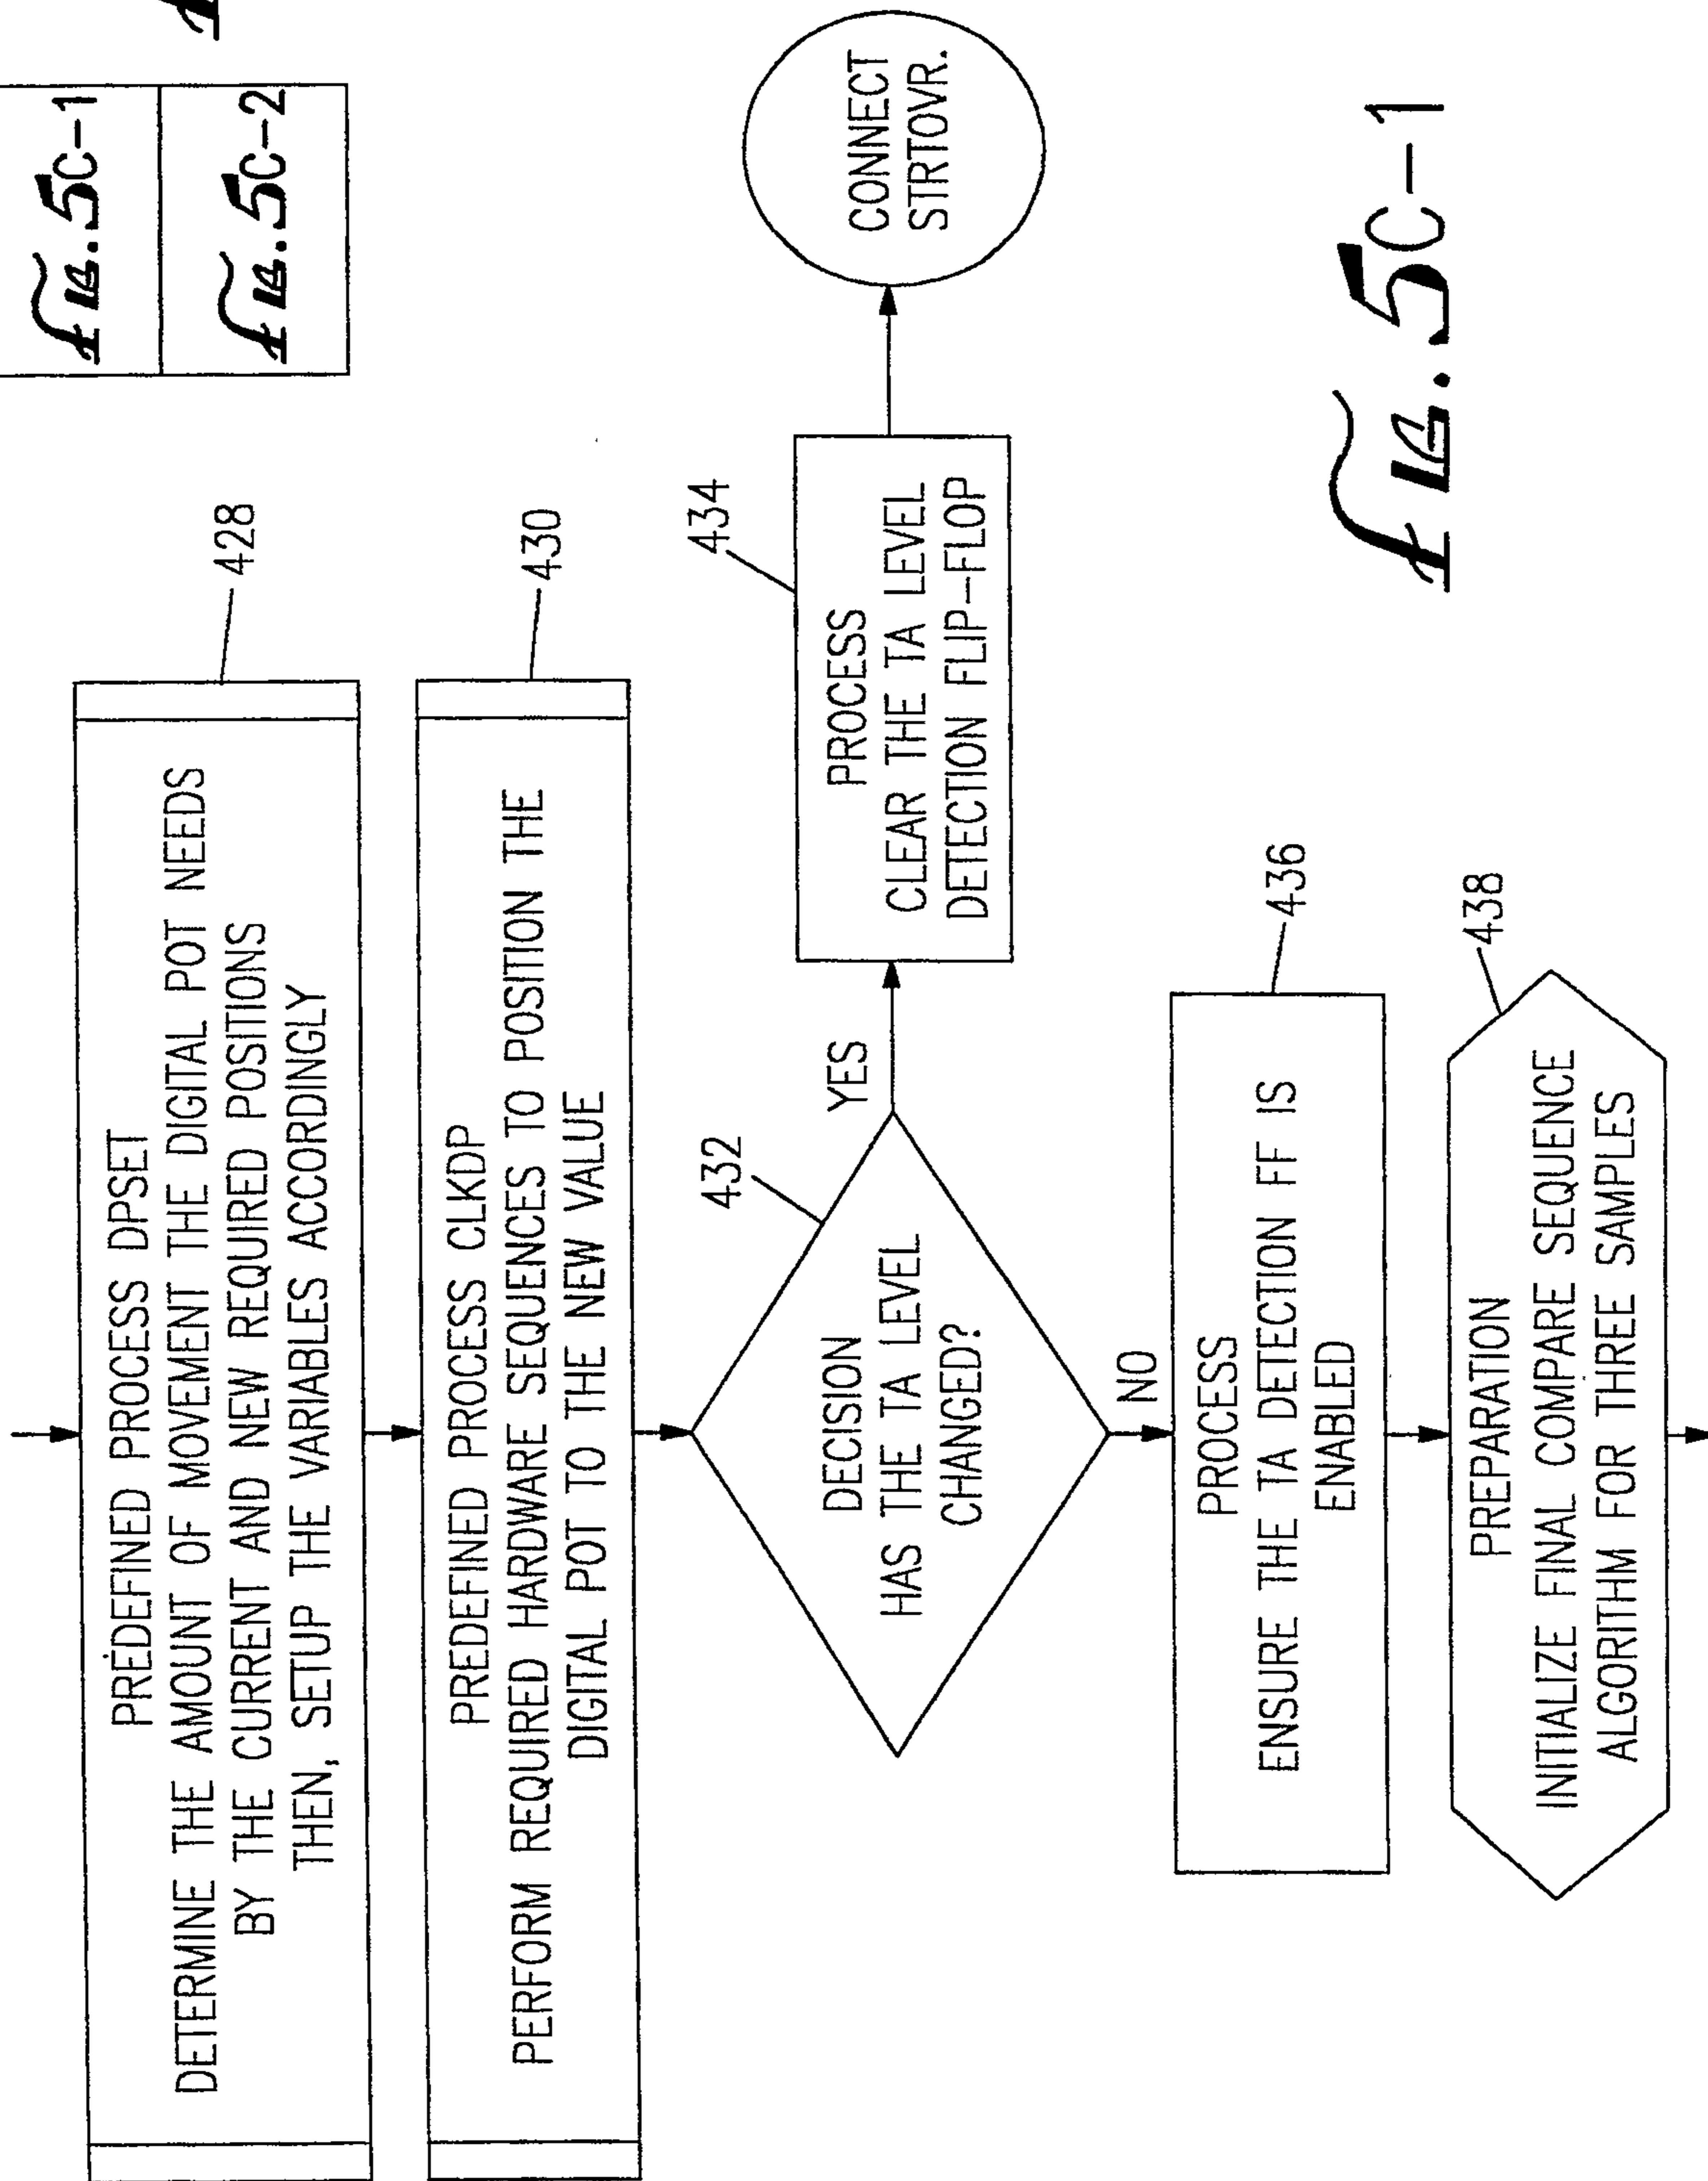 FIG. 5C-1
FIG. 5C-2
PREDEFINED PROCESS DPSET
DETERMINE THE AMOUNT OF MOVEMENT THE DIGITAL POT NEEDS
BY THE CURRENT AND NEW REQUIRED POSITIONS
THEN, SETUP THE VARIABLES ACCORDINGLY
428
PREDEFINED PROCESS CLKDP
PERFORM REQUIRED HARDWARE SEQUENCES TO POSITION THE
DIGITAL POT TO THE NEW VALUE
430
432
DECISION
HAS THE TA LEVEL
CHANGED?
YES
434
PROCESS
CLEAR THE TA LEVEL
DETECTION FLIP-FLOP
CONNECT
STRTOVR.
NO
436
PROCESS
ENSURE THE TA DETECTION FF IS
ENABLED
438
PREPARATION
INITIALIZE FINAL COMPARE SEQUENCE
ALGORITHM FOR THREE SAMPLES
FIG. 5C-1